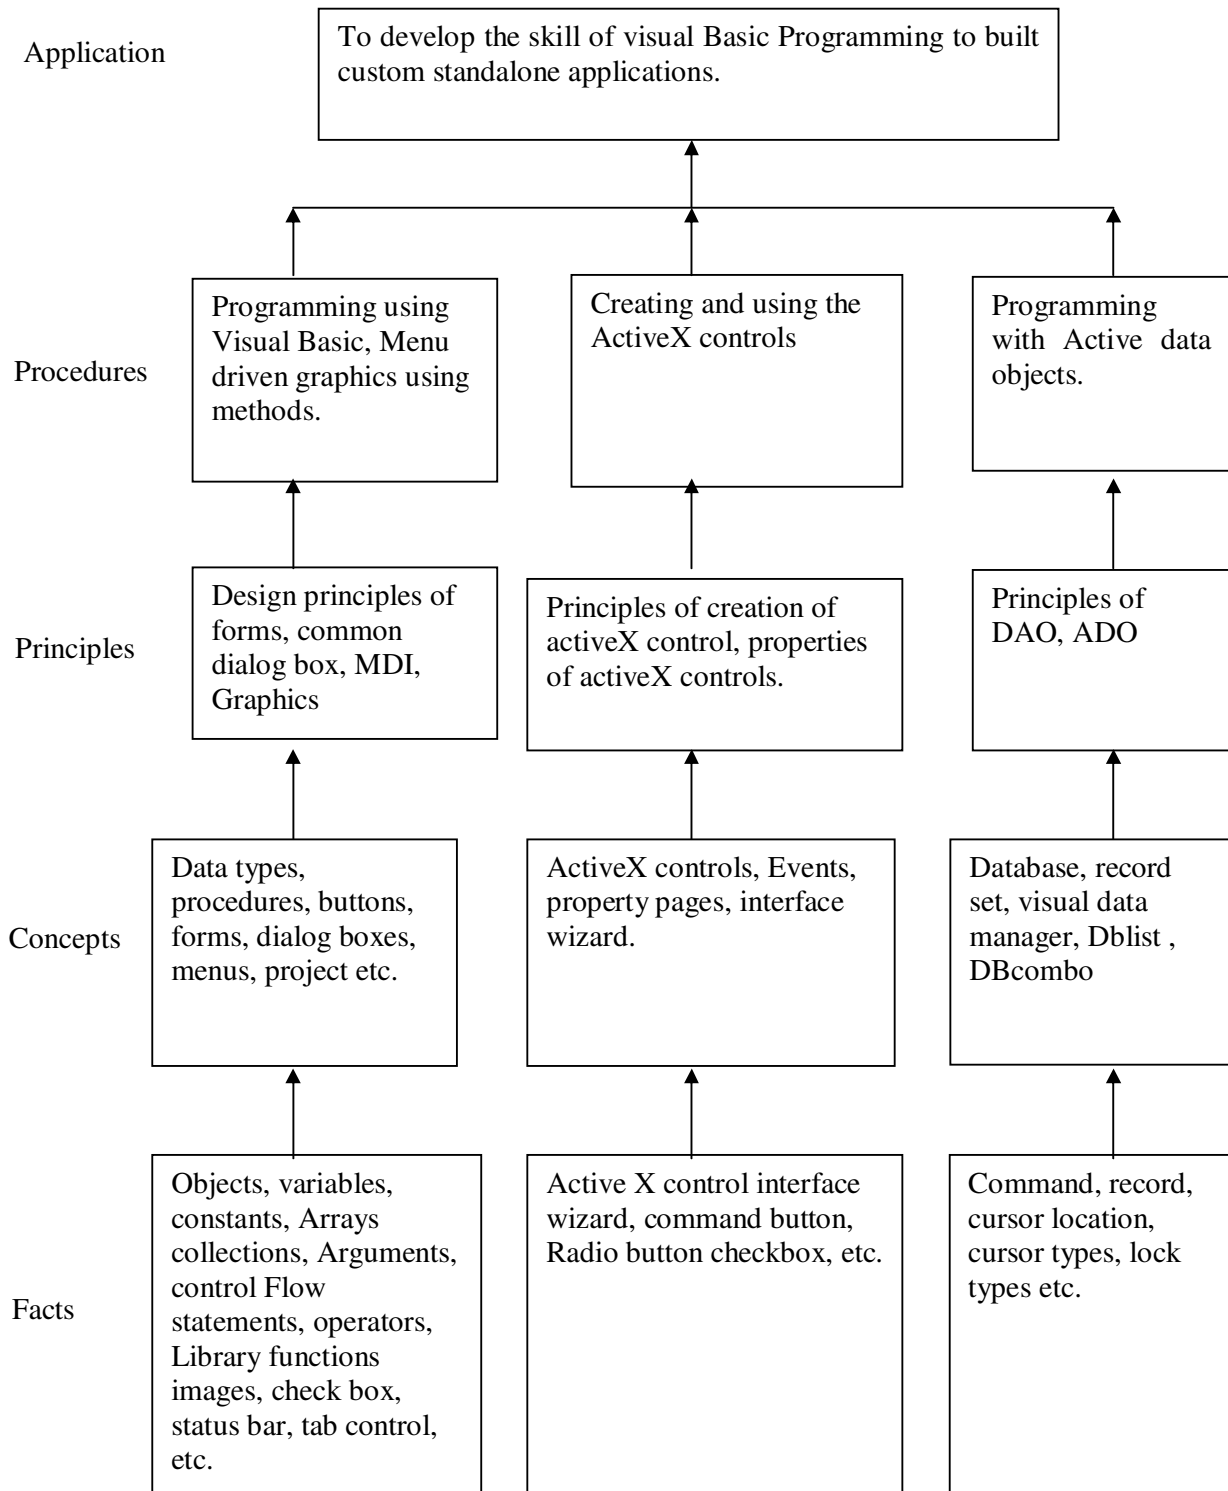 Application
To develop the skill of visual Basic Programming to built
custom standalone applications.
Procedures
Programming using
Visual Basic, Menu
driven graphics using
methods.
Creating and using the
ActiveX controls
Programming
with Active data
objects.
Principles
Design principles of
forms, common
dialog box, MDI,
Graphics
Principles of creation of
activeX control, properties
of activeX controls.
Principles of
DAO, ADO
Concepts
Data types,
procedures, buttons,
forms, dialog boxes,
menus, project etc.
ActiveX controls, Events,
property pages, interface
wizard.
Database, record
set, visual data
manager, Dblist ,
DBcombo
Facts
Objects, variables,
constants, Arrays
collections, Arguments,
control Flow
statements, operators,
Library functions
images, check box,
status bar, tab control,
etc.
Active X control interface
wizard, command button,
Radio button checkbox, etc.
Command, record,
cursor location,
cursor types, lock
types etc.